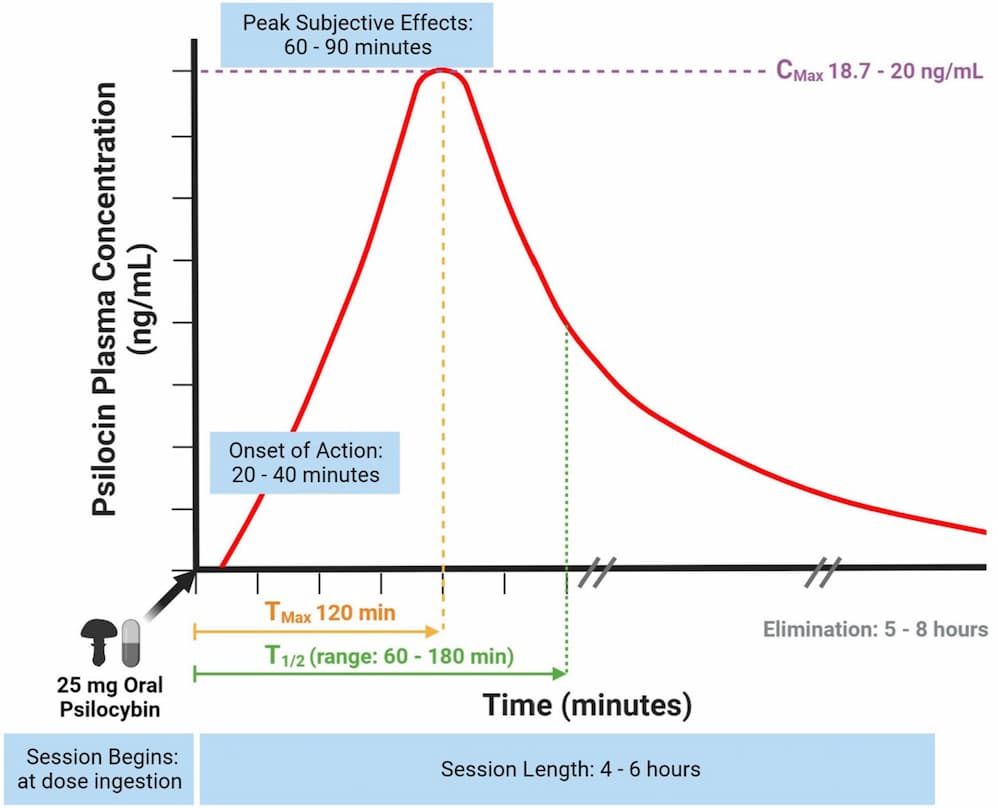 Peak Subjective Effects:
60 - 90 minutes
CMax 18.7 - 20 ng/mL
Psilocin Plasma Concentration
(ng/mL)
Onset of Action:
20 - 40 minutes
TMax 120 min
T1/2 (range: 60 - 180 min)
Elimination: 5 - 8 hours
25 mg Oral
Psilocybin
Time (minutes)
Session Begins:
at dose ingestion
Session Length: 4 - 6 hours